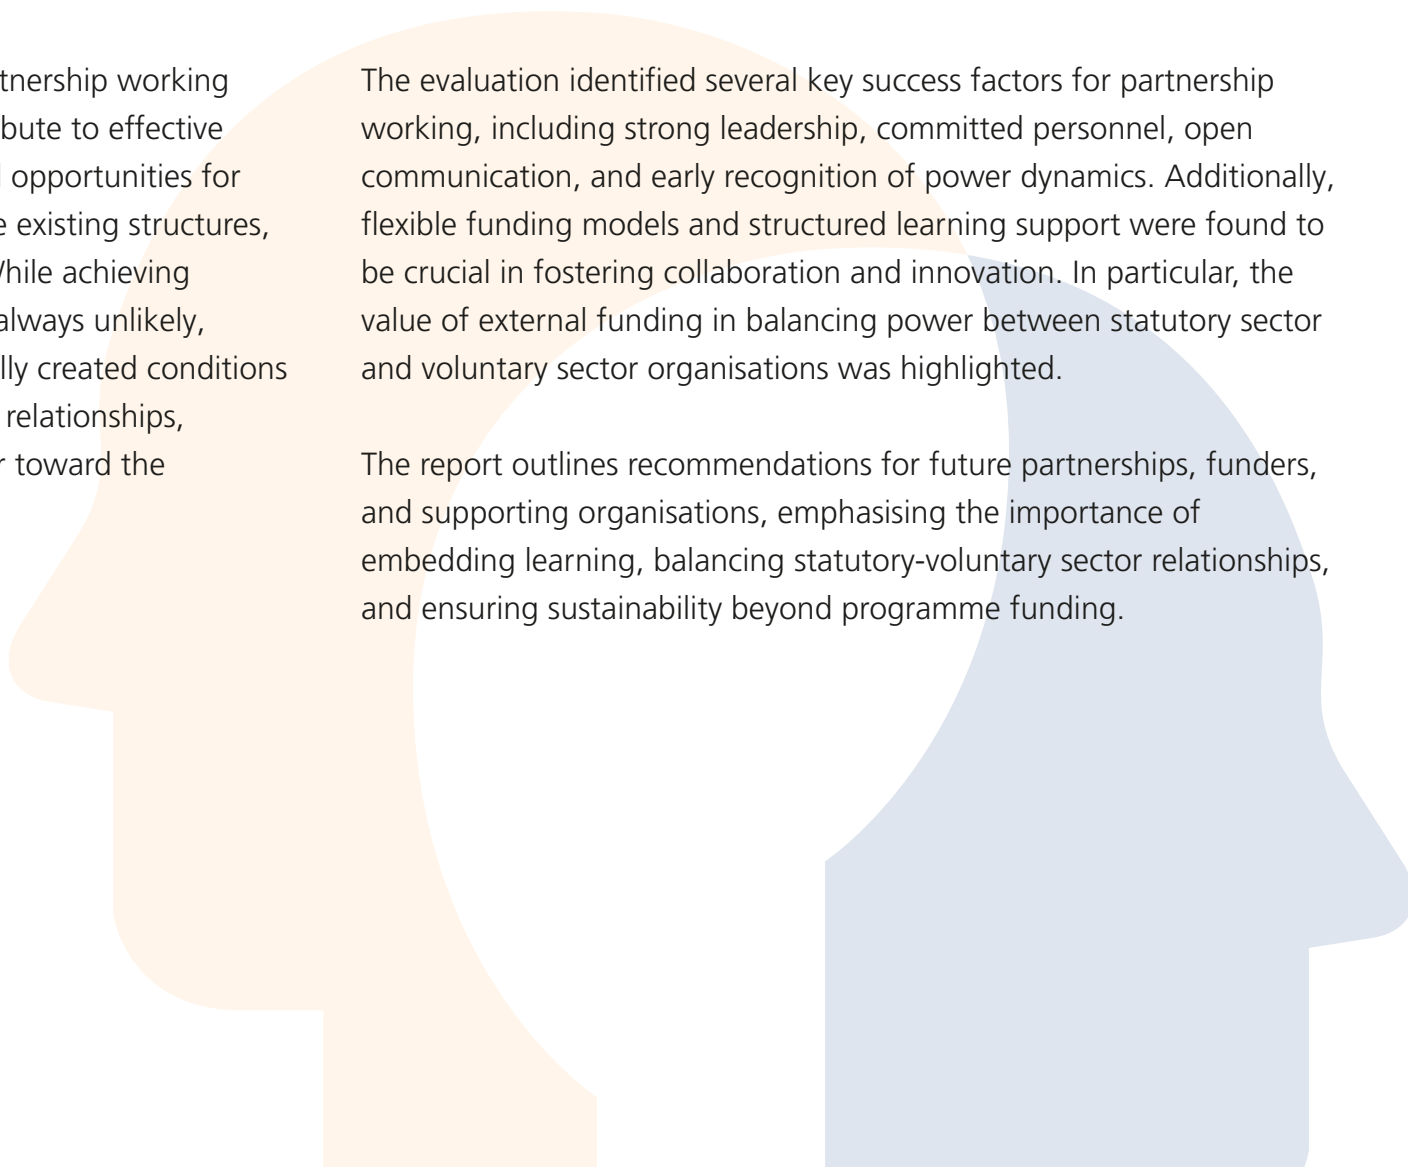 tnership working
bute to effective
opportunities for
existing structures,
While achieving
always unlikely,
lly created conditions
relationships,
r toward the
The evaluation identified several key success factors for partnership
working, including strong leadership, committed personnel, open
communication, and early recognition of power dynamics. Additionally,
flexible funding models and structured learning support were found to
be crucial in fostering collaboration and innovation. In particular, the
value of external funding in balancing power between statutory sector
and voluntary sector organisations was highlighted.
The report outlines recommendations for future partnerships, funders,
and supporting organisations, emphasising the importance of
embedding learning, balancing statutory-voluntary sector relationships,
and ensuring sustainability beyond programme funding.